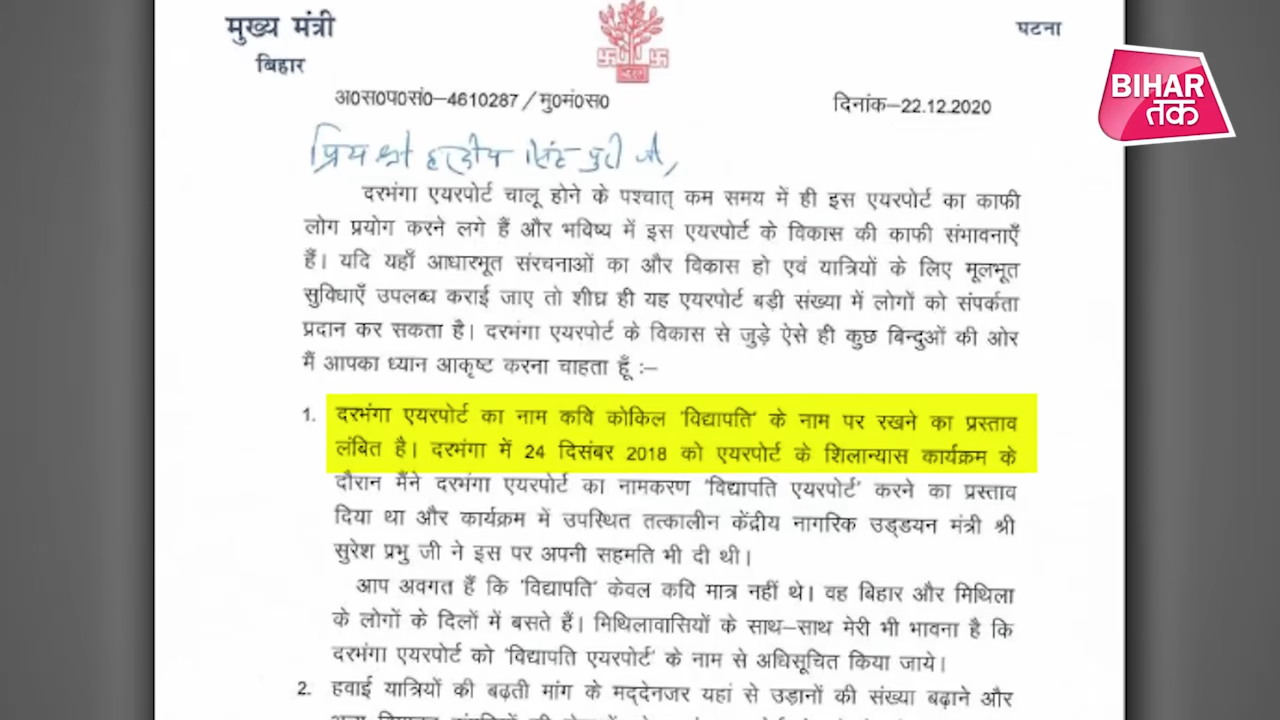 मुख्य मंत्री
बिहार
पटना
BIHAR
तक
अ०स०प०सं०–4610287 / मु०मं०स०
दिनांक–22.12.2020
प्रिय श्री हरदीप सिंह पुरी जी,
दरभंगा एयरपोर्ट चालू होने के पश्चात् कम समय में ही इस एयरपोर्ट का काफी
लोग प्रयोग करने लगे हैं और भविष्य में इस एयरपोर्ट के विकास की काफी संभावनाएँ
हैं। यदि यहाँ आधारभूत संरचनाओं का और विकास हो एवं यात्रियों के लिए मूलभूत
सुविधाएँ उपलब्ध कराई जाए तो शीघ्र ही यह एयरपोर्ट बड़ी संख्या में लोगों को संपर्कता
प्रदान कर सकता है। दरभंगा एयरपोर्ट के विकास से जुड़े ऐसे ही कुछ बिन्दुओं की ओर
मैं आपका ध्यान आकृष्ट करना चाहता हूँ :–
1. दरभंगा एयरपोर्ट का नाम कवि कोकिल 'विद्यापति' के नाम पर रखने का प्रस्ताव
लंबित है। दरभंगा में 24 दिसंबर 2018 को एयरपोर्ट के शिलान्यास कार्यक्रम के
दौरान मैंने दरभंगा एयरपोर्ट का नामकरण 'विद्यापति एयरपोर्ट' करने का प्रस्ताव
दिया था और कार्यक्रम में उपस्थित तत्कालीन केंद्रीय नागरिक उड्डयन मंत्री श्री
सुरेश प्रभु जी ने इस पर अपनी सहमति भी दी थी।
आप अवगत हैं कि 'विद्यापति' केवल कवि मात्र नहीं थे। वह बिहार और मिथिला
के लोगों के दिलों में बसते हैं। मिथिलावासियों के साथ–साथ मेरी भी भावना है कि
दरभंगा एयरपोर्ट को 'विद्यापति एयरपोर्ट' के नाम से अधिसूचित किया जाये।
2. हवाई यात्रियों की बढ़ती मांग के मद्देनजर यहां से उड़ानों की संख्या बढ़ाने और